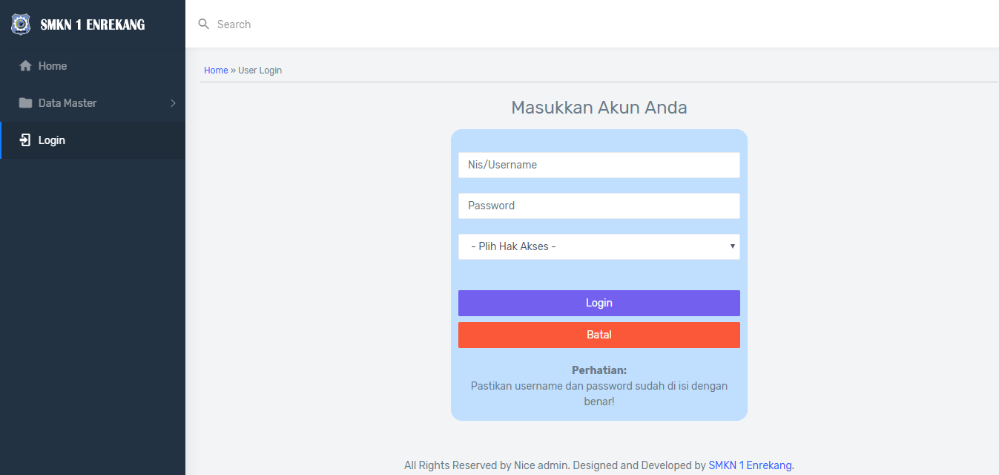 SMKN 1 ENREKANG
Search
Home
Data Master
Login
Home » User Login
Masukkan Akun Anda
Nis/Username
Password
- Plih Hak Akses -
Login
Batal
Perhatian:
Pastikan username dan password sudah di isi dengan
benar!
All Rights Reserved by Nice admin. Designed and Developed by SMKN 1 Enrekang.